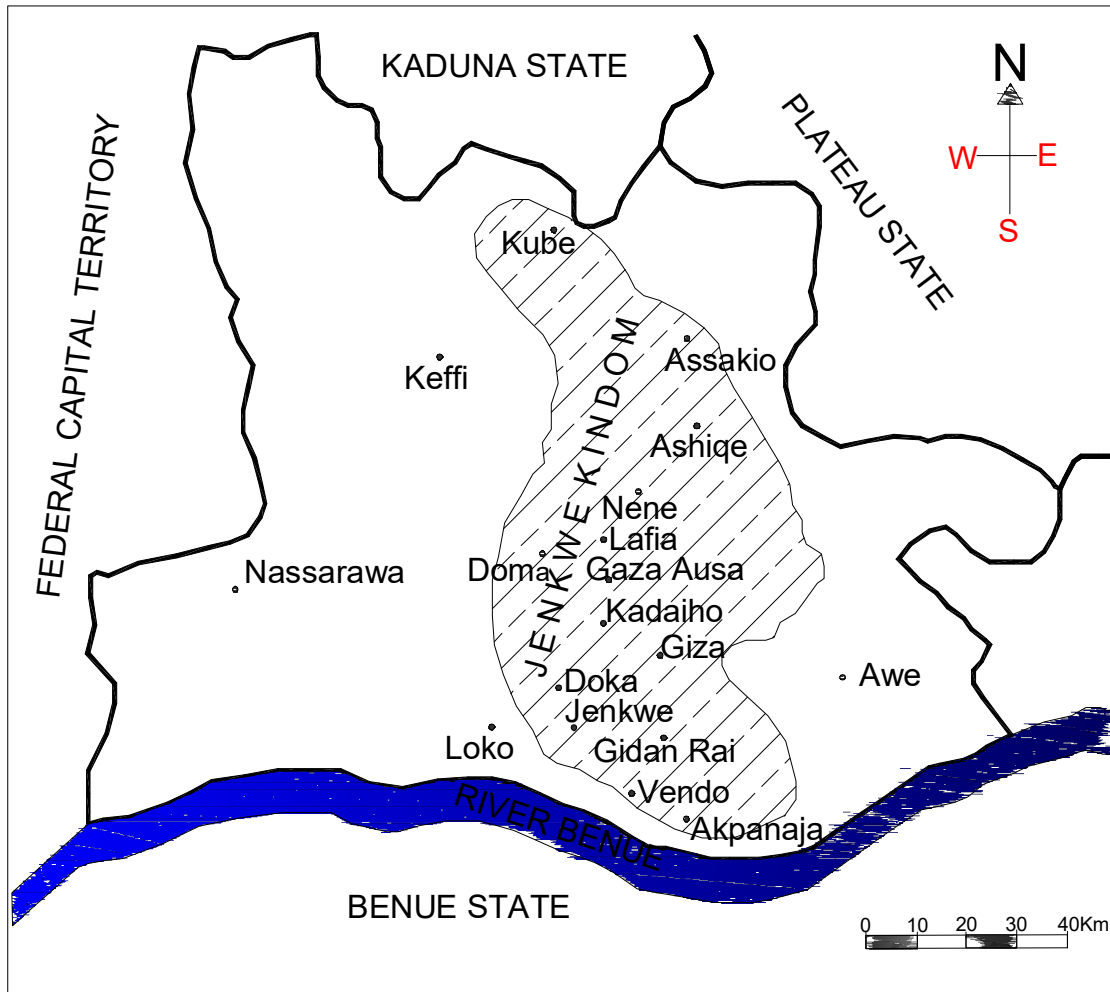 KADUNA STATE
N
PLATEAU STATE
W
E
S
FEDERAL CAPITAL TERRITORY
Kube
Keffi
Assakio
JENKWE KINDOM
Ashiqe
Nene
Lafia
Doma
Gaza Ausa
Nassarawa
Kadaiho
Giza
Awe
Doka
Jenkwe
Loko
Gidan Rai
Vendo
RIVER BENUE
Akpanaja
BENUE STATE
0 10 20 30 40Km